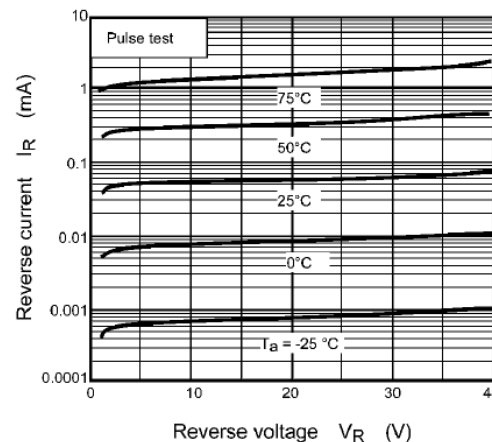 10
Pulse test
1
75°C
50°C
0.1
25°C
0.01
0°C
0.001
Ta = -25 °C
0.0001
0 10 20 30 40
Reverse current IR (mA)
Reverse voltage VR (V)